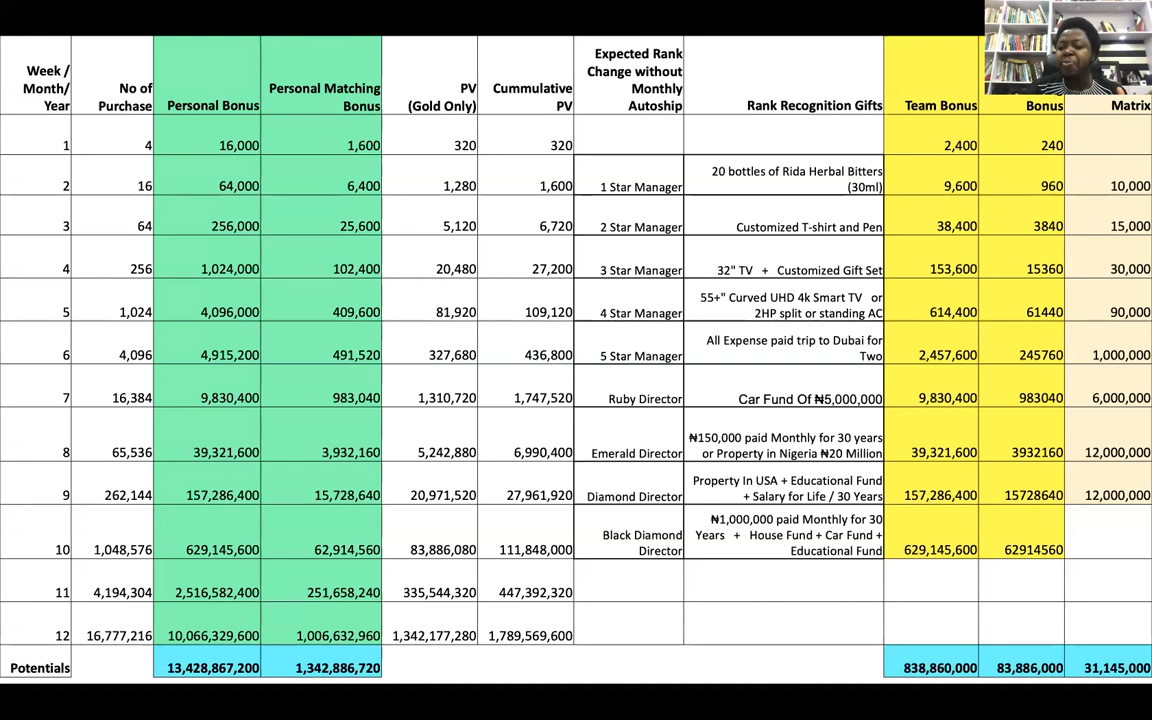 Week / Month/ Year No of Purchase Personal Bonus Personal Matching Bonus PV (Gold Only) Cummulative PV Expected Rank Change without Monthly Autoship Rank Recognition Gifts Team Bonus Bonus Matrix
1 4 16,000 1,600 320 320 2,400 240
2 16 64,000 6,400 1,280 1,600 1 Star Manager 20 bottles of Rida Herbal Bitters (30ml) 9,600 960 10,000
3 64 256,000 25,600 5,120 6,720 2 Star Manager Customized T-shirt and Pen 38,400 3840 15,000
4 256 1,024,000 102,400 20,480 27,200 3 Star Manager 32" TV + Customized Gift Set 153,600 15360 30,000
5 1,024 4,096,000 409,600 81,920 109,120 4 Star Manager 55+" Curved UHD 4k Smart TV or 2HP split or standing AC 614,400 61440 90,000
6 4,096 4,915,200 491,520 327,680 436,800 5 Star Manager All Expense paid trip to Dubai for Two 2,457,600 245760 1,000,000
7 16,384 9,830,400 983,040 1,310,720 1,747,520 Ruby Director Car Fund Of ₦5,000,000 9,830,400 983040 6,000,000
8 65,536 39,321,600 3,932,160 5,242,880 6,990,400 Emerald Director ₦150,000 paid Monthly for 30 years or Property in Nigeria ₦20 Million 39,321,600 3932160 12,000,000
9 262,144 157,286,400 15,728,640 20,971,520 27,961,920 Diamond Director Property In USA + Educational Fund + Salary for Life / 30 Years 157,286,400 15728640 12,000,000
10 1,048,576 629,145,600 62,914,560 83,886,080 111,848,000 Black Diamond Director ₦1,000,000 paid Monthly for 30 Years + House Fund + Car Fund + Educational Fund 629,145,600 62914560
11 4,194,304 2,516,582,400 251,658,240 335,544,320 447,392,320
12 16,777,216 10,066,329,600 1,006,632,960 1,342,177,280 1,789,569,600
Potentials 13,428,867,200 1,342,886,720 838,860,000 83,886,000 31,145,000